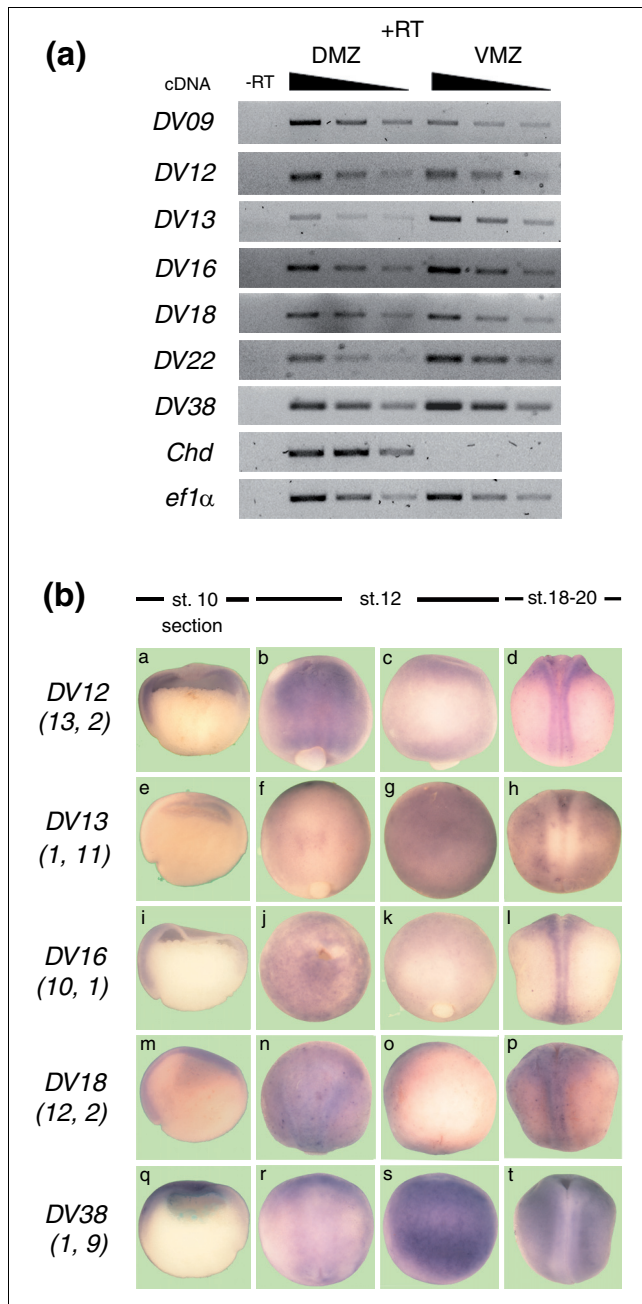 (a)
+RT
DMZ VMZ
cDNA -RT
DV09
DV12
DV13
DV16
DV18
DV22
DV38
Chd
ef1α
(b)
st. 10 st.12 st.18-20
section
a b c d
DV12
(13, 2)
e f g h
DV13
(1, 11)
i j k l
DV16
(10, 1)
m n o p
DV18
(12, 2)
q r s t
DV38
(1, 9)